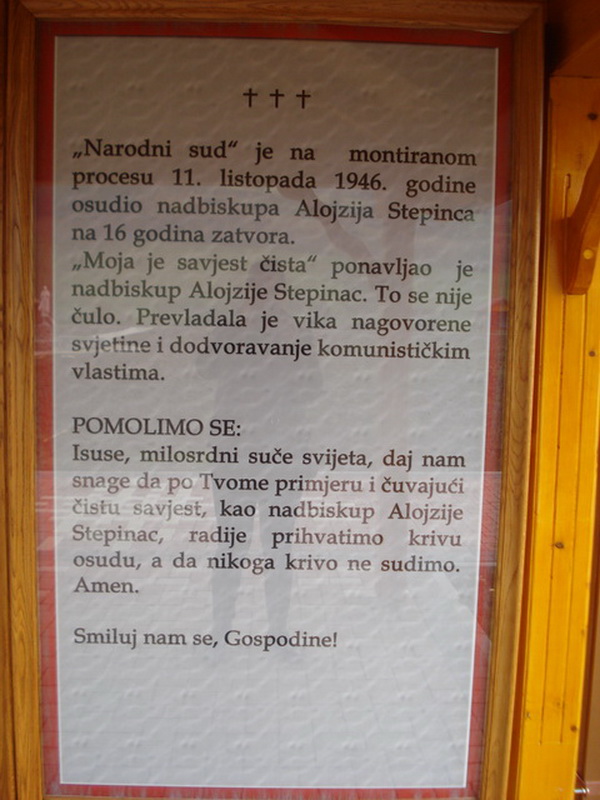 † † †
„Narodni sud“ je na montiranom
procesu 11. listopada 1946. godine
osudio nadbiskupa Alojzija Stepinca
na 16 godina zatvora.
„Moja je savjest čista“ ponavljao je
nadbiskup Alojzije Stepinac. To se nije
čulo. Prevladala je vika nagovorene
svjetine i dodvoravanje komunističkim
vlastima.
POMOLIMO SE:
Isuse, milosrdni suče svijeta, daj nam
snage da po Tvome primjeru i čuvajući
čistu savjest, kao nadbiskup Alojzije
Stepinac, radije prihvatimo krivu
osudu, a da nikoga krivo ne sudimo.
Amen.
Smiluj nam se, Gospodine!